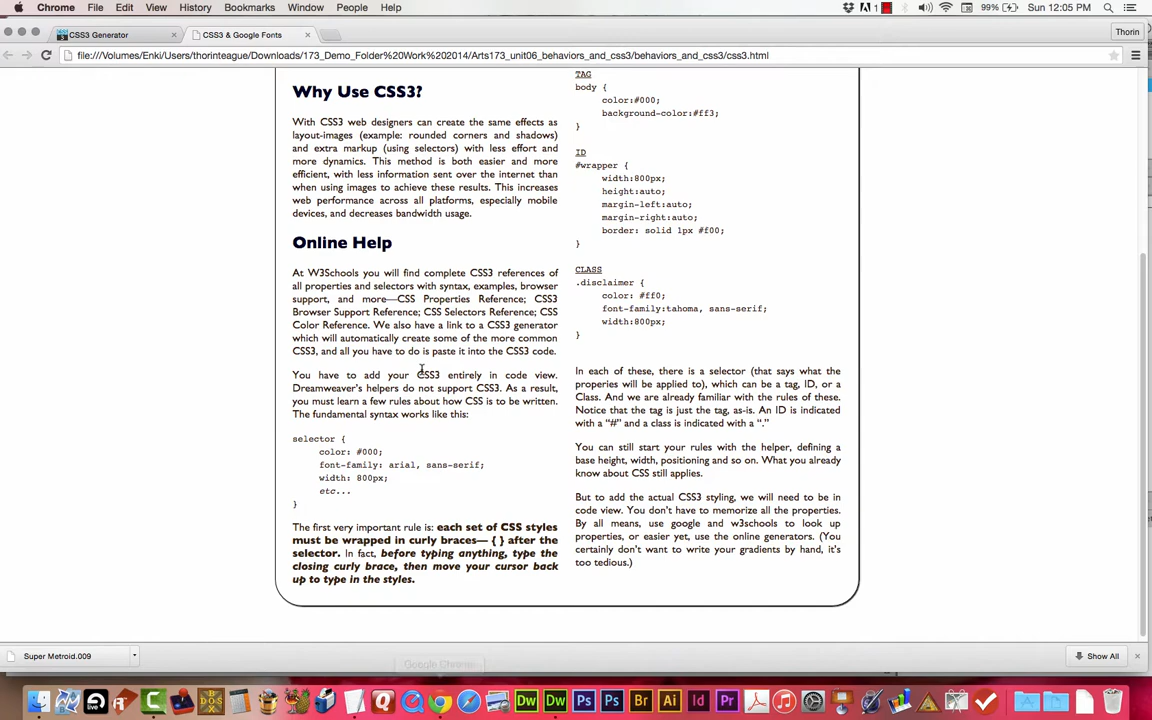 Chrome File Edit View History Bookmarks Window People Help
1 99% Sun 12:05 PM
CSS3 Generator
CSS3 & Google Fonts
Thorin
file:///Volumes/Enki/Users/thorinteague/Downloads/173_Demo_Folder%20Work%202014/Arts173_unit06_behaviors_and_css3/behaviors_and_css3/css3.html
Why Use CSS3?
With CSS3 web designers can create the same effects as
layout-images (example: rounded corners and shadows)
and extra markup (using selectors) with less effort and
more dynamics. This method is both easier and more
efficient, with less information sent over the internet than
when using images to achieve these results. This increases
web performance across all platforms, especially mobile
devices, and decreases bandwidth usage.
Online Help
At W3Schools you will find complete CSS3 references of
all properties and selectors with syntax, examples, browser
support, and more—CSS Properties Reference; CSS3
Browser Support Reference; CSS Selectors Reference; CSS
Color Reference. We also have a link to a CSS3 generator
which will automatically create some of the more common
CSS3, and all you have to do is paste it into the CSS3 code.
You have to add your CSS3 entirely in code view.
Dreamweaver's helpers do not support CSS3. As a result,
you must learn a few rules about how CSS is to be written.
The fundamental syntax works like this:
selector {
color: #000;
font-family: arial, sans-serif;
width: 800px;
etc...
}
The first very important rule is: each set of CSS styles
must be wrapped in curly braces— { } after the
selector. In fact, before typing anything, type the
closing curly brace, then move your cursor back
up to type in the styles.
TAG
body {
color:#000;
background-color:#ff3;
}
ID
#wrapper {
width:800px;
height:auto;
margin-left:auto;
margin-right:auto;
border: solid 1px #f00;
}
CLASS
.disclaimer {
color: #ff0;
font-family:tahoma, sans-serif;
width:800px;
}
In each of these, there is a selector (that says what the
properies will be applied to), which can be a tag, ID, or a
Class. And we are already familiar with the rules of these.
Notice that the tag is just the tag, as-is. An ID is indicated
with a “#” and a class is indicated with a “.”
You can still start your rules with the helper, defining a
base height, width, positioning and so on. What you already
know about CSS still applies.
But to add the actual CSS3 styling, we will need to be in
code view. You don't have to memorize all the properties.
By all means, use google and w3schools to look up
properties, or easier yet, use the online generators. (You
certainly don't want to write your gradients by hand, it's
too tedious.)
Super Metroid.009
Show All
Google Chrome
live
DOS
Dw Dw Ps Ps Br Ai Id Pr